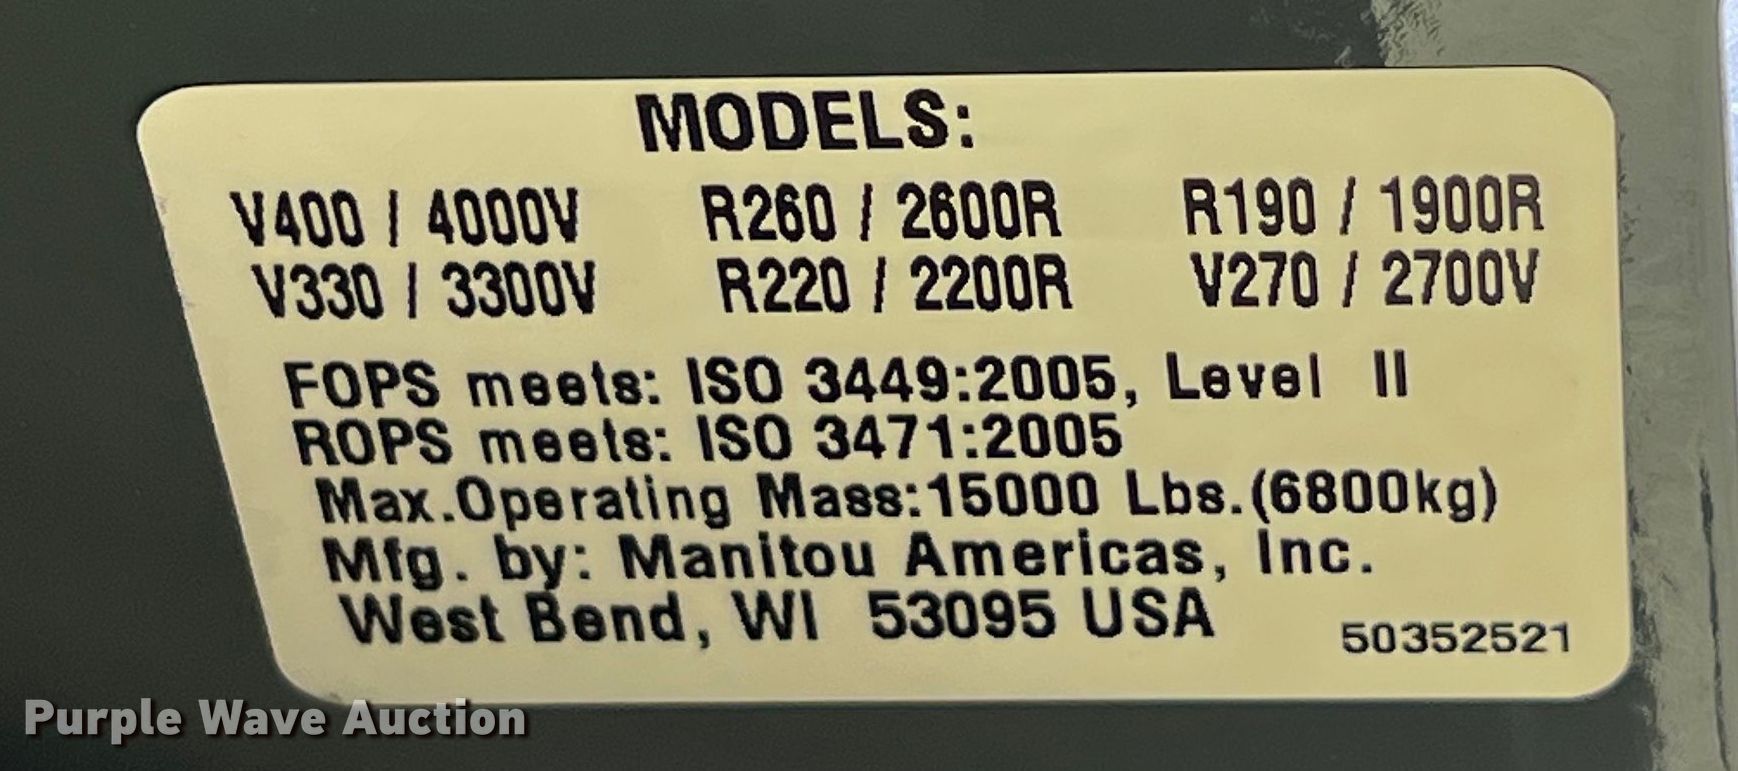 MODELS:
V400 / 4000V R260 / 2600R R190 / 1900R
V330 / 3300V R220 / 2200R V270 / 2700V
FOPS meets: ISO 3449:2005, Level II
ROPS meets: ISO 3471:2005
Max.Operating Mass:15000 Lbs.(6800kg)
Mfg. by: Manitou Americas, Inc.
West Bend, WI 53095 USA
50352521
Purple Wave Auction